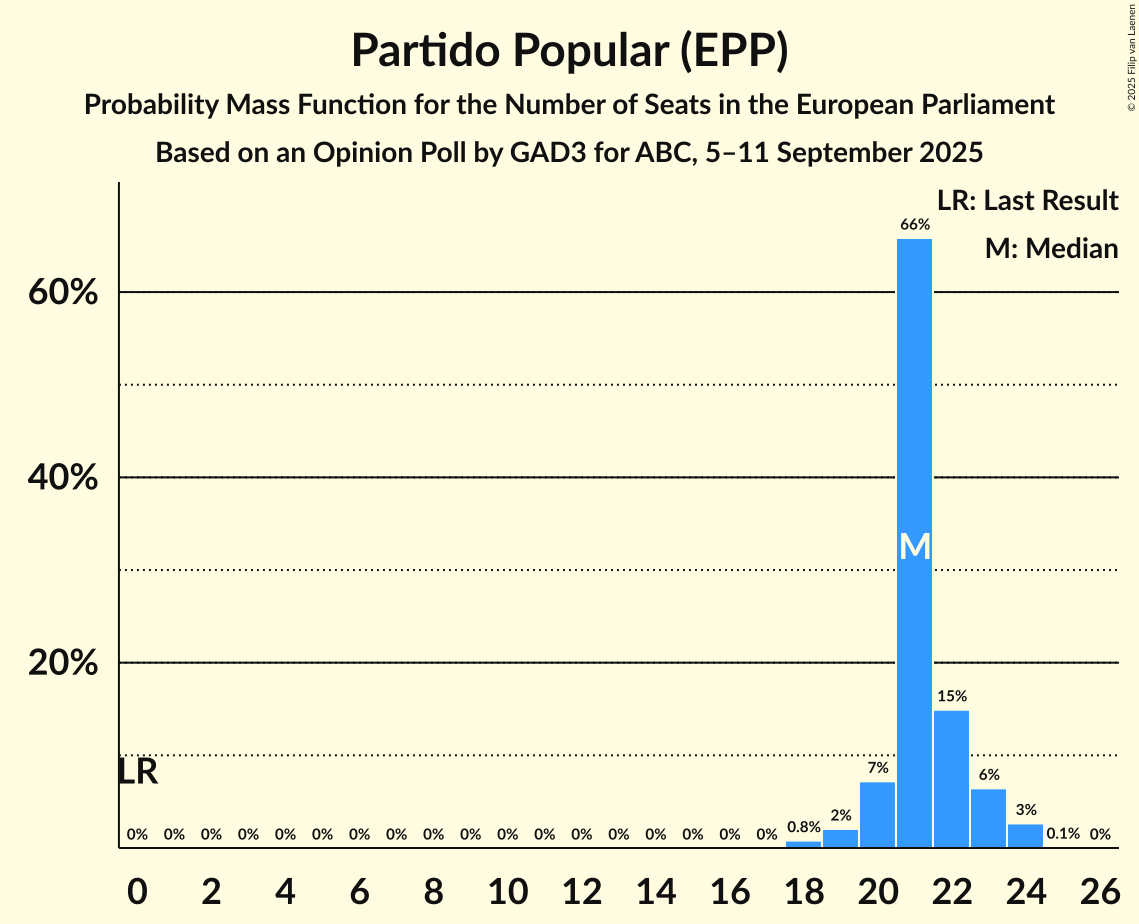 Partido Popular (EPP)
Probability Mass Function for the Number of Seats in the European Parliament
Based on an Opinion Poll by GAD3 for ABC, 5–11 September 2025
© 2025 Filip van Laenen
LR: Last Result
M: Median
60%
40%
20%
LR
M
0% 0% 0% 0% 0% 0% 0% 0% 0% 0% 0% 0% 0% 0% 0% 0% 0% 0% 0.8% 2% 7% 66% 15% 6% 3% 0.1% 0%
0 2 4 6 8 10 12 14 16 18 20 22 24 26